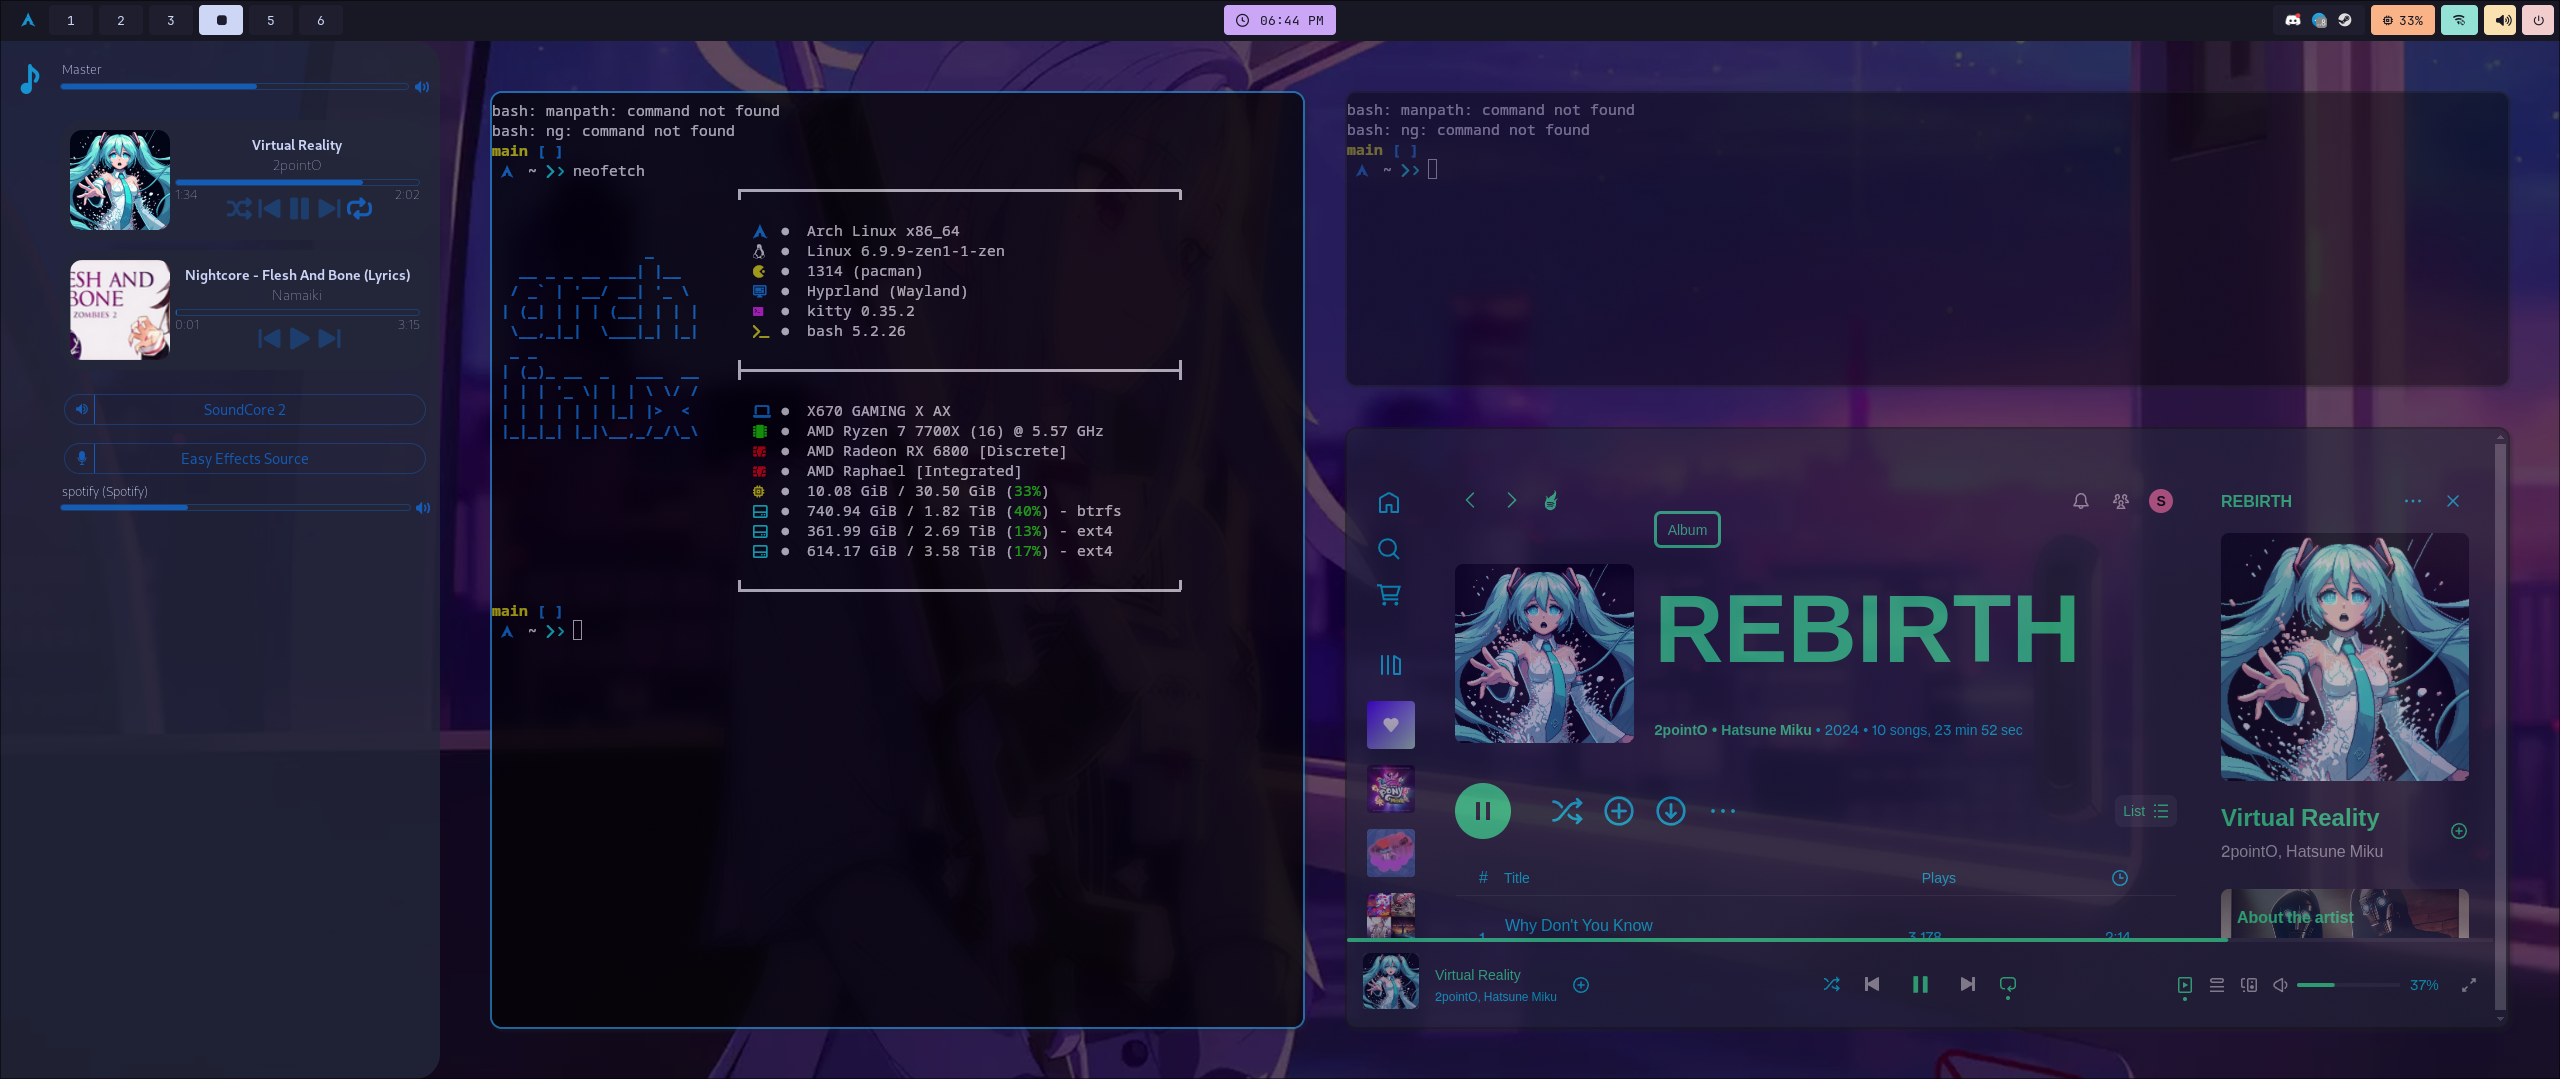 1 2 3 5 6
06:44 PM
33%
Master
Virtual Reality
2pointO
1:34 2:02
ESH AND
BONE
ZOMBIES 2
Nightcore - Flesh And Bone (Lyrics)
Namaiki
0:01 3:15
SoundCore 2
Easy Effects Source
spotify (Spotify)
bash: manpath: command not found
bash: ng: command not found
main [ ]
~ >> neofetch
Arch Linux x86_64
Linux 6.9.9-zen1-1-zen
1314 (pacman)
Hyprland (Wayland)
kitty 0.35.2
bash 5.2.26
X670 GAMING X AX
AMD Ryzen 7 7700X (16) @ 5.57 GHz
AMD Radeon RX 6800 [Discrete]
AMD Raphael [Integrated]
10.08 GiB / 30.50 GiB (33%)
740.94 GiB / 1.82 TiB (40%) - btrfs
361.99 GiB / 2.69 TiB (13%) - ext4
614.17 GiB / 3.58 TiB (17%) - ext4
main [ ]
~ >>
bash: manpath: command not found
bash: ng: command not found
main [ ]
~ >>
S
Album
REBIRTH
2pointO • Hatsune Miku • 2024 • 10 songs, 23 min 52 sec
List
# Title Plays
Why Don't You Know
1 3,178 2:14
REBIRTH
Virtual Reality
2pointO, Hatsune Miku
About the artist
Virtual Reality
2pointO, Hatsune Miku
37%